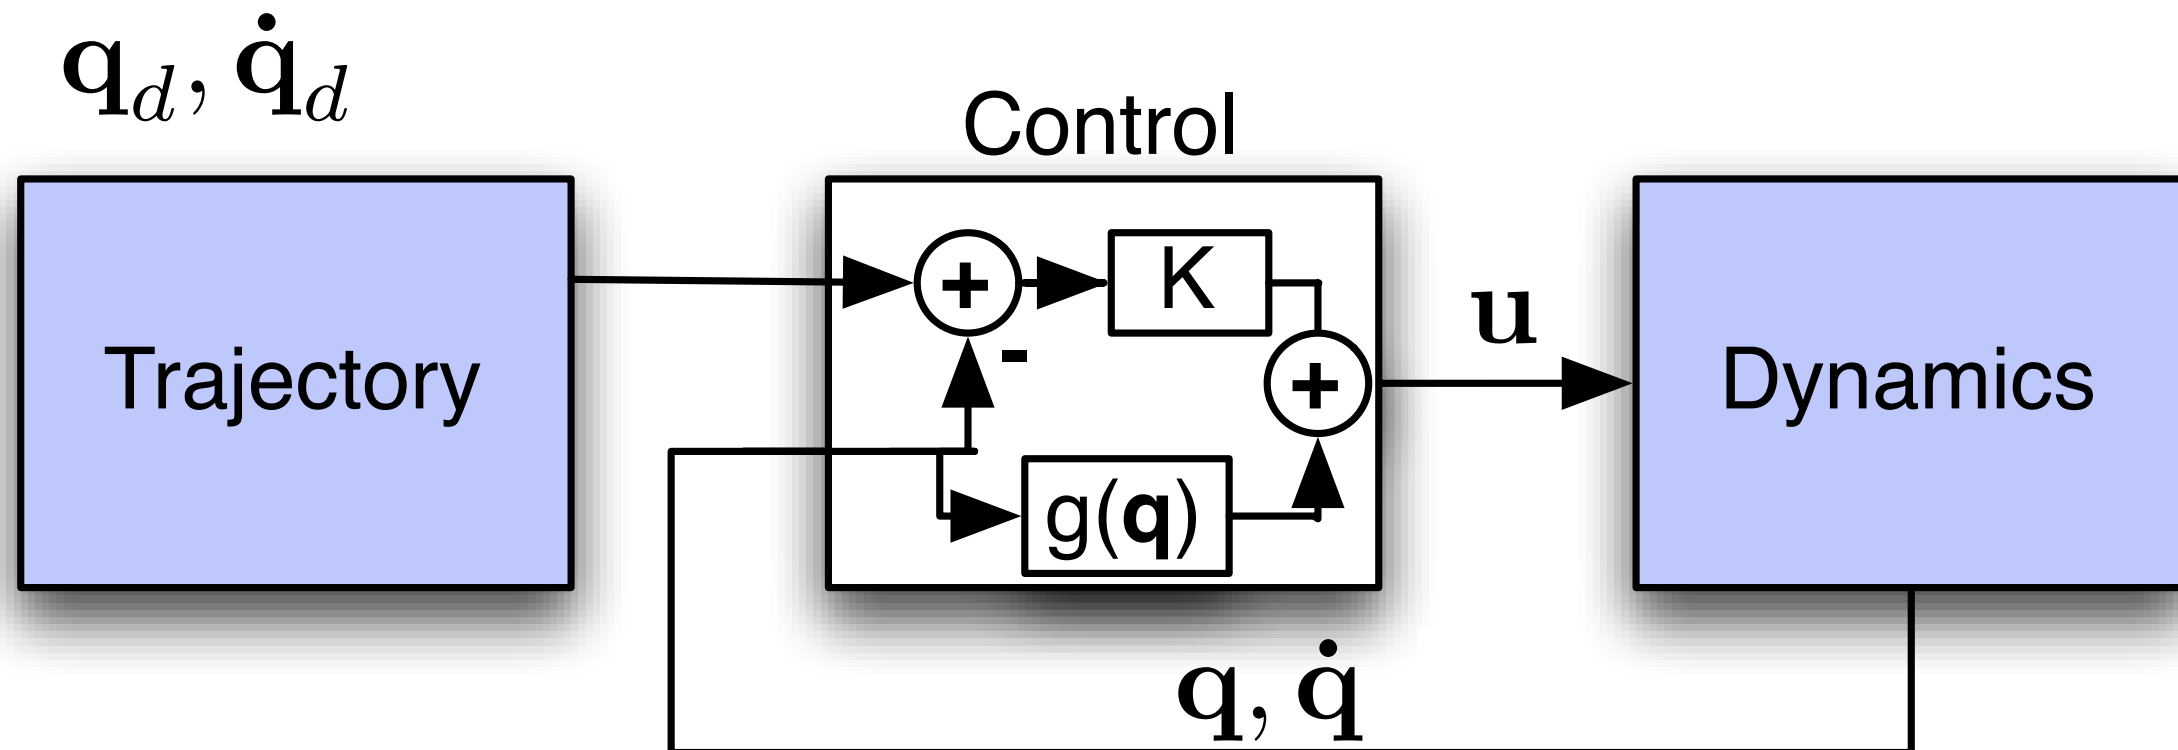 q_d, q̇_d
Control
+
K
-
Trajectory
+
u
Dynamics
g(q)
q, q̇